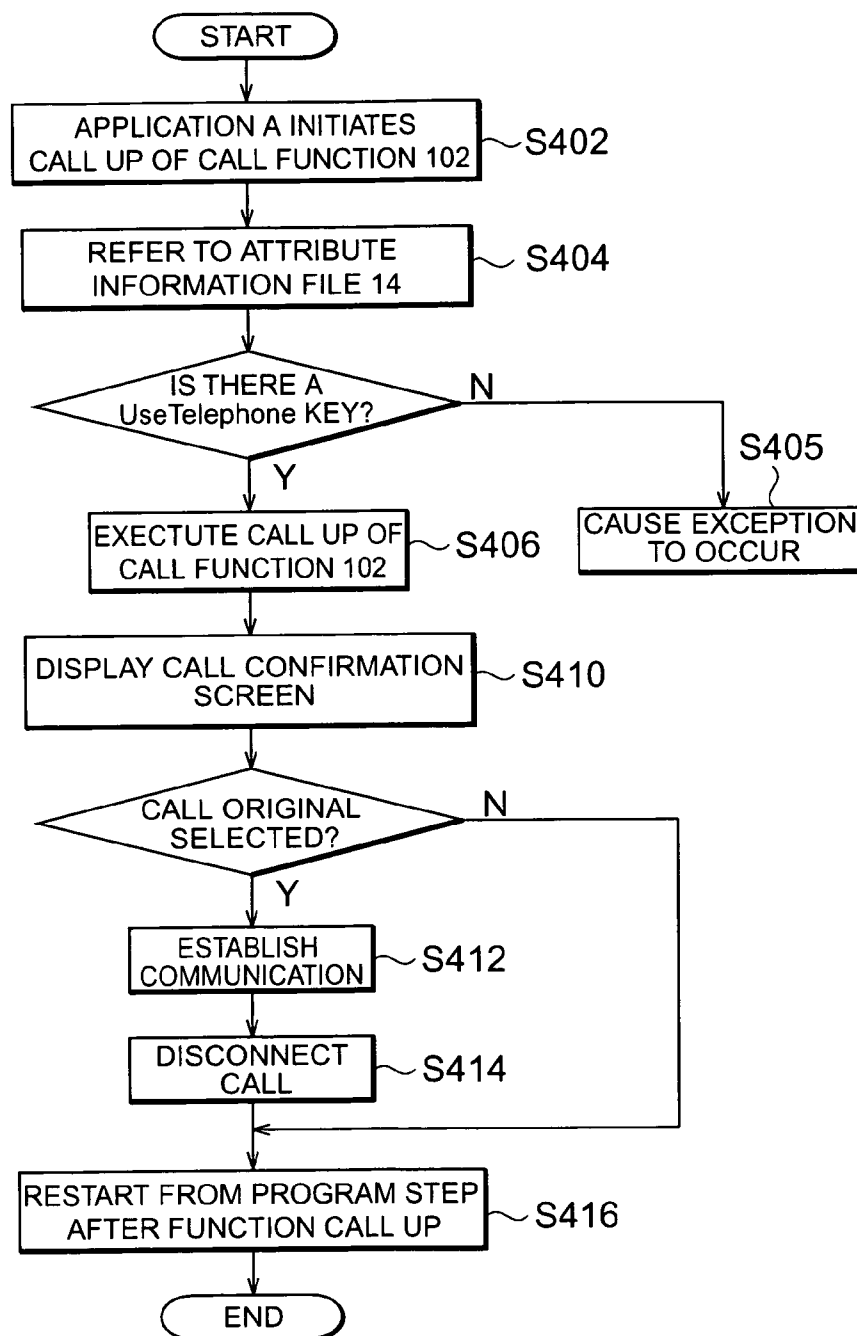 START
APPLICATION A INITIATES
CALL UP OF CALL FUNCTION 102
S402
REFER TO ATTRIBUTE
INFORMATION FILE 14
S404
IS THERE A
UseTelephone KEY?
N
Y
S405
CAUSE EXCEPTION
TO OCCUR
EXECTUTE CALL UP OF
CALL FUNCTION 102
S406
DISPLAY CALL CONFIRMATION
SCREEN
S410
CALL ORIGINAL
SELECTED?
N
Y
ESTABLISH
COMMUNICATION
S412
DISCONNECT
CALL
S414
RESTART FROM PROGRAM STEP
AFTER FUNCTION CALL UP
S416
END